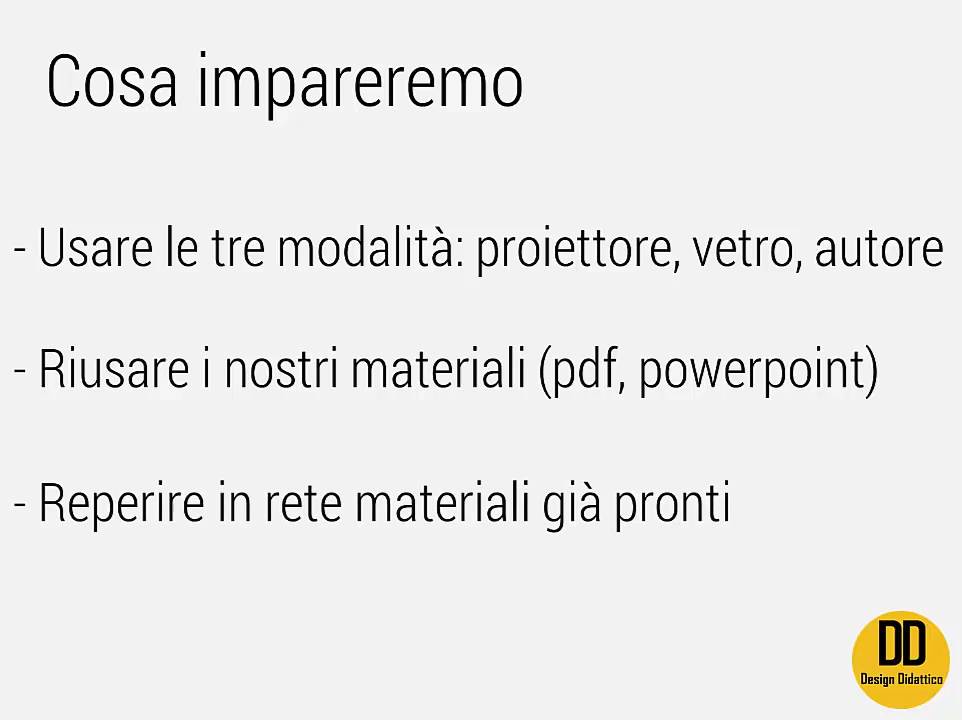 Cosa impareremo
- Usare le tre modalità: proiettore, vetro, autore
- Riusare i nostri materiali (pdf, powerpoint)
- Reperire in rete materiali già pronti
DD
Design Didattico